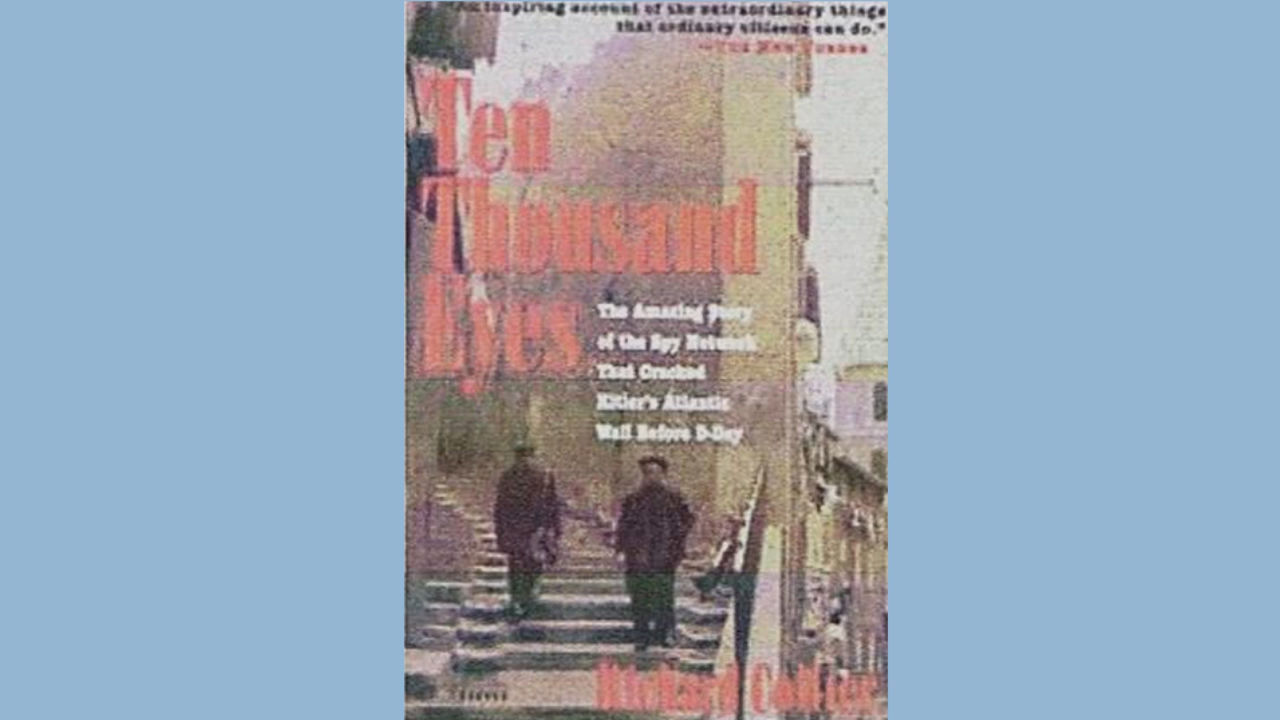 "An inspiring account of the extraordinary things
that ordinary citizens can do."
Ten
Thousand
Eyes
The Amazing Story
of the Spy Network
That Cracked
Hitler's Atlantic
Wall Before D-Day
Richard Collier